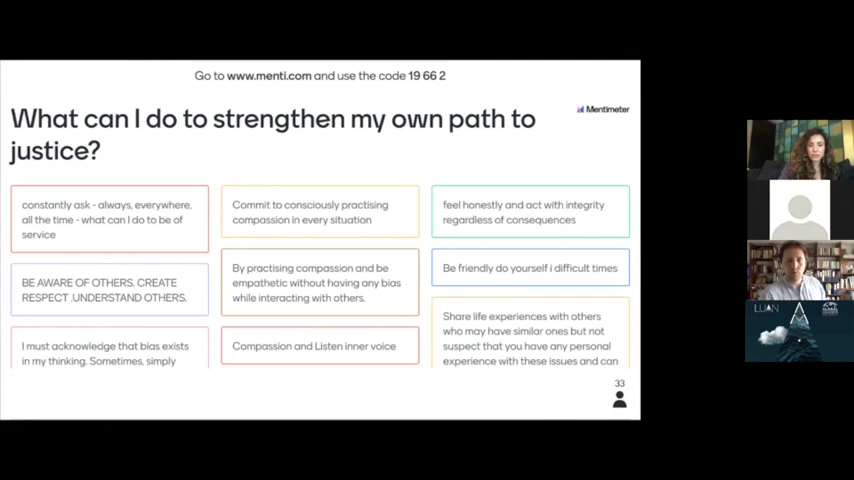 Go to www.menti.com and use the code 19 66 2
What can I do to strengthen my own path to
justice?
Mentimeter
constantly ask - always, everywhere,
all the time - what can I do to be of
service
BE AWARE OF OTHERS. CREATE
RESPECT .UNDERSTAND OTHERS.
I must acknowledge that bias exists
in my thinking. Sometimes, simply
Commit to consciously practising
compassion in every situation
By practising compassion and be
empathetic without having any bias
while interacting with others.
Compassion and Listen inner voice
feel honestly and act with integrity
regardless of consequences
Be friendly do yourself i difficult times
Share life experiences with others
who may have similar ones but not
suspect that you have any personal
experience with these issues and can
33
LUAN